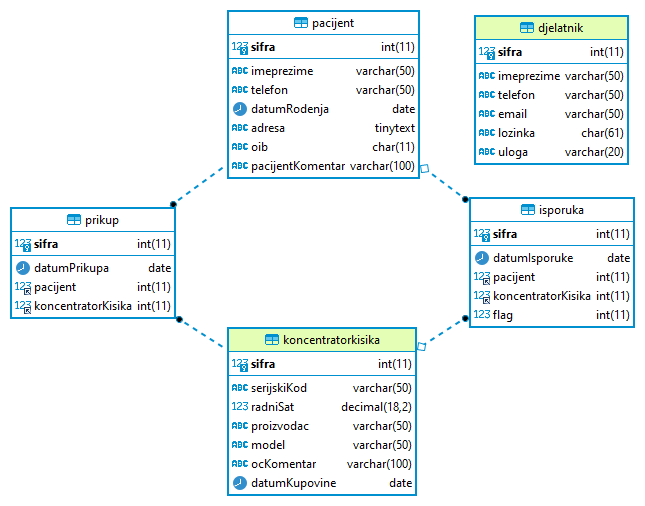 pacijent
123 sifra int(11)
ABC imeprezime varchar(50)
ABC telefon varchar(50)
datumRodenja date
ABC adresa tinytext
ABC oib char(11)
ABC pacijentKomentar varchar(100)
djelatnik
123 sifra int(11)
ABC imeprezime varchar(50)
ABC telefon varchar(50)
ABC email varchar(50)
ABC lozinka char(61)
ABC uloga varchar(20)
prikup
123 sifra int(11)
datumPrikupa date
123 pacijent int(11)
123 koncentratorKisika int(11)
isporuka
123 sifra int(11)
datumIsporuke date
123 pacijent int(11)
123 koncentratorKisika int(11)
123 flag int(11)
koncentratorkisika
123 sifra int(11)
ABC serijskiKod varchar(50)
123 radniSat decimal(18,2)
ABC proizvodac varchar(50)
ABC model varchar(50)
ABC ocKomentar varchar(100)
datumKupovine date